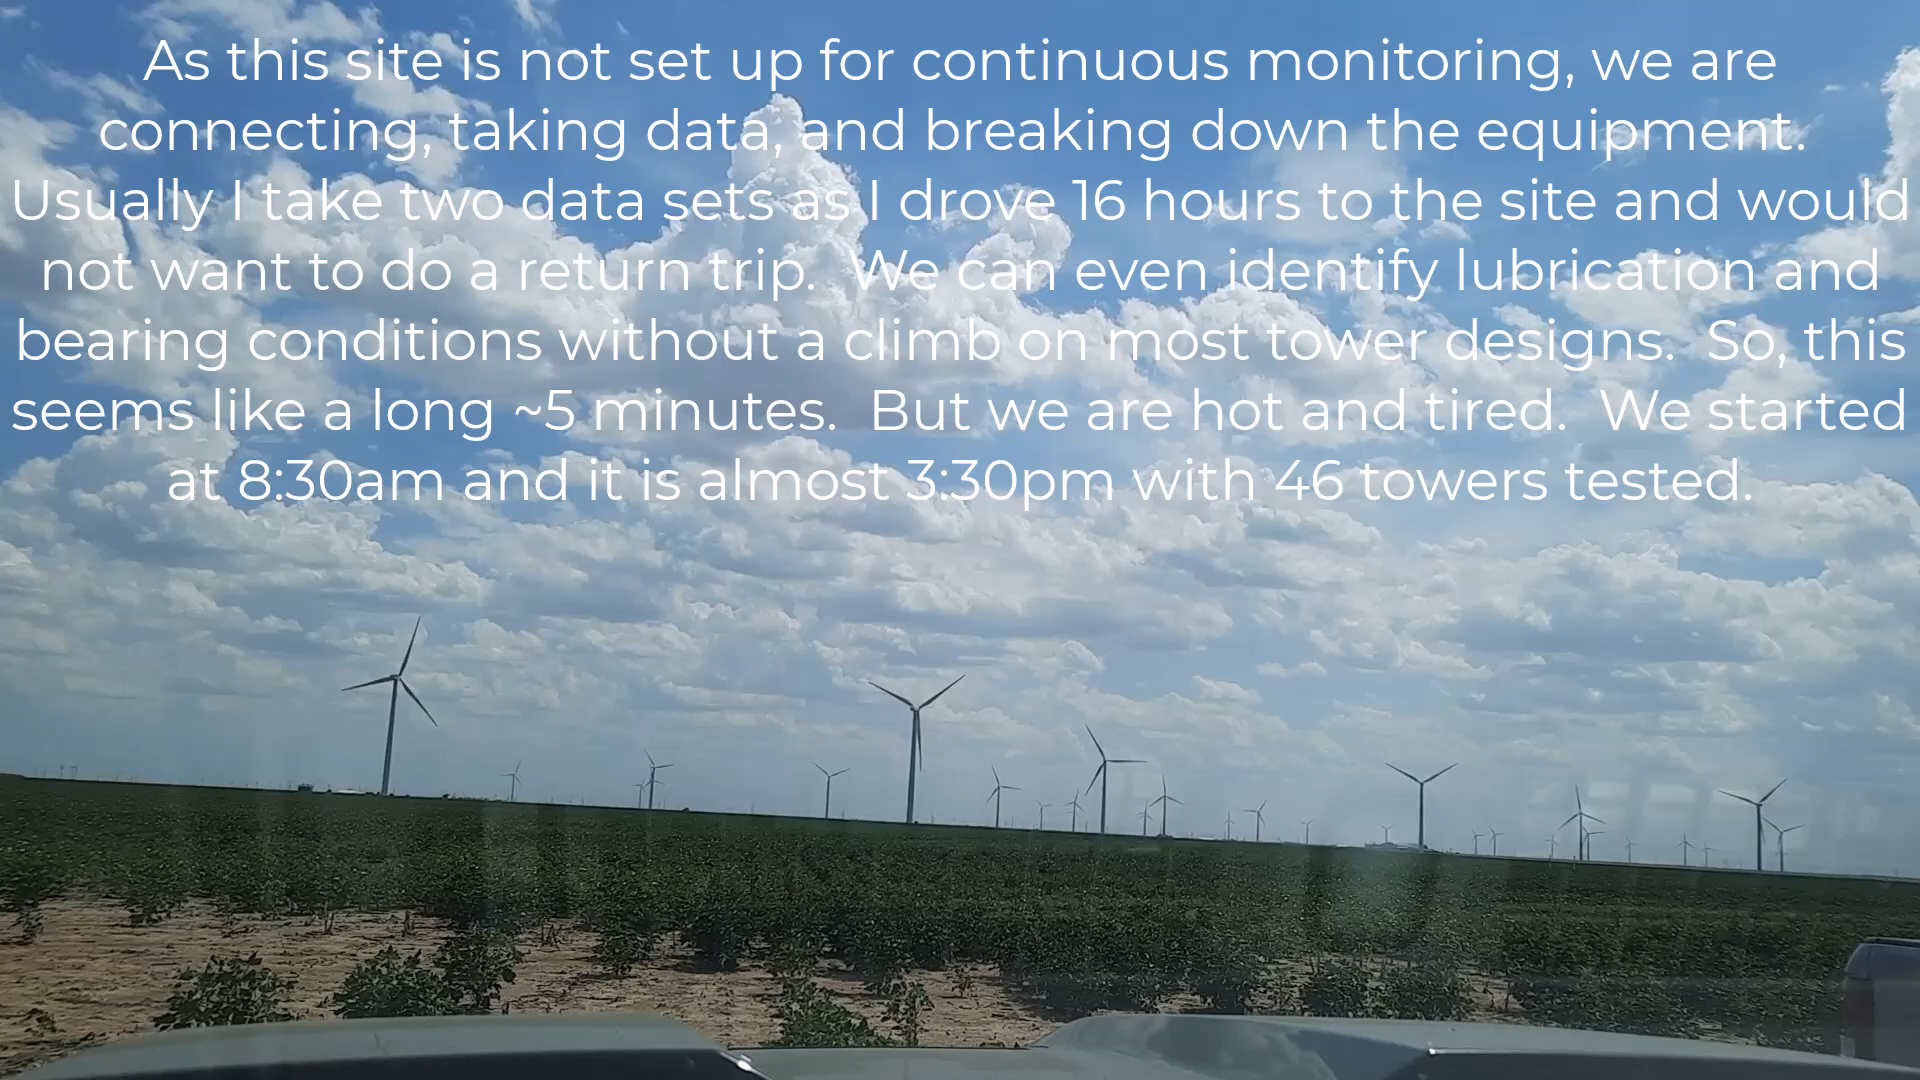 As this site is not set up for continuous monitoring, we are
connecting, taking data, and breaking down the equipment.
Usually I take two data sets as I drove 16 hours to the site and would
not want to do a return trip.  We can even identify lubrication and
bearing conditions without a climb on most tower designs.  So, this
seems like a long ~5 minutes.  But we are hot and tired.  We started
at 8:30am and it is almost 3:30pm with 46 towers tested.